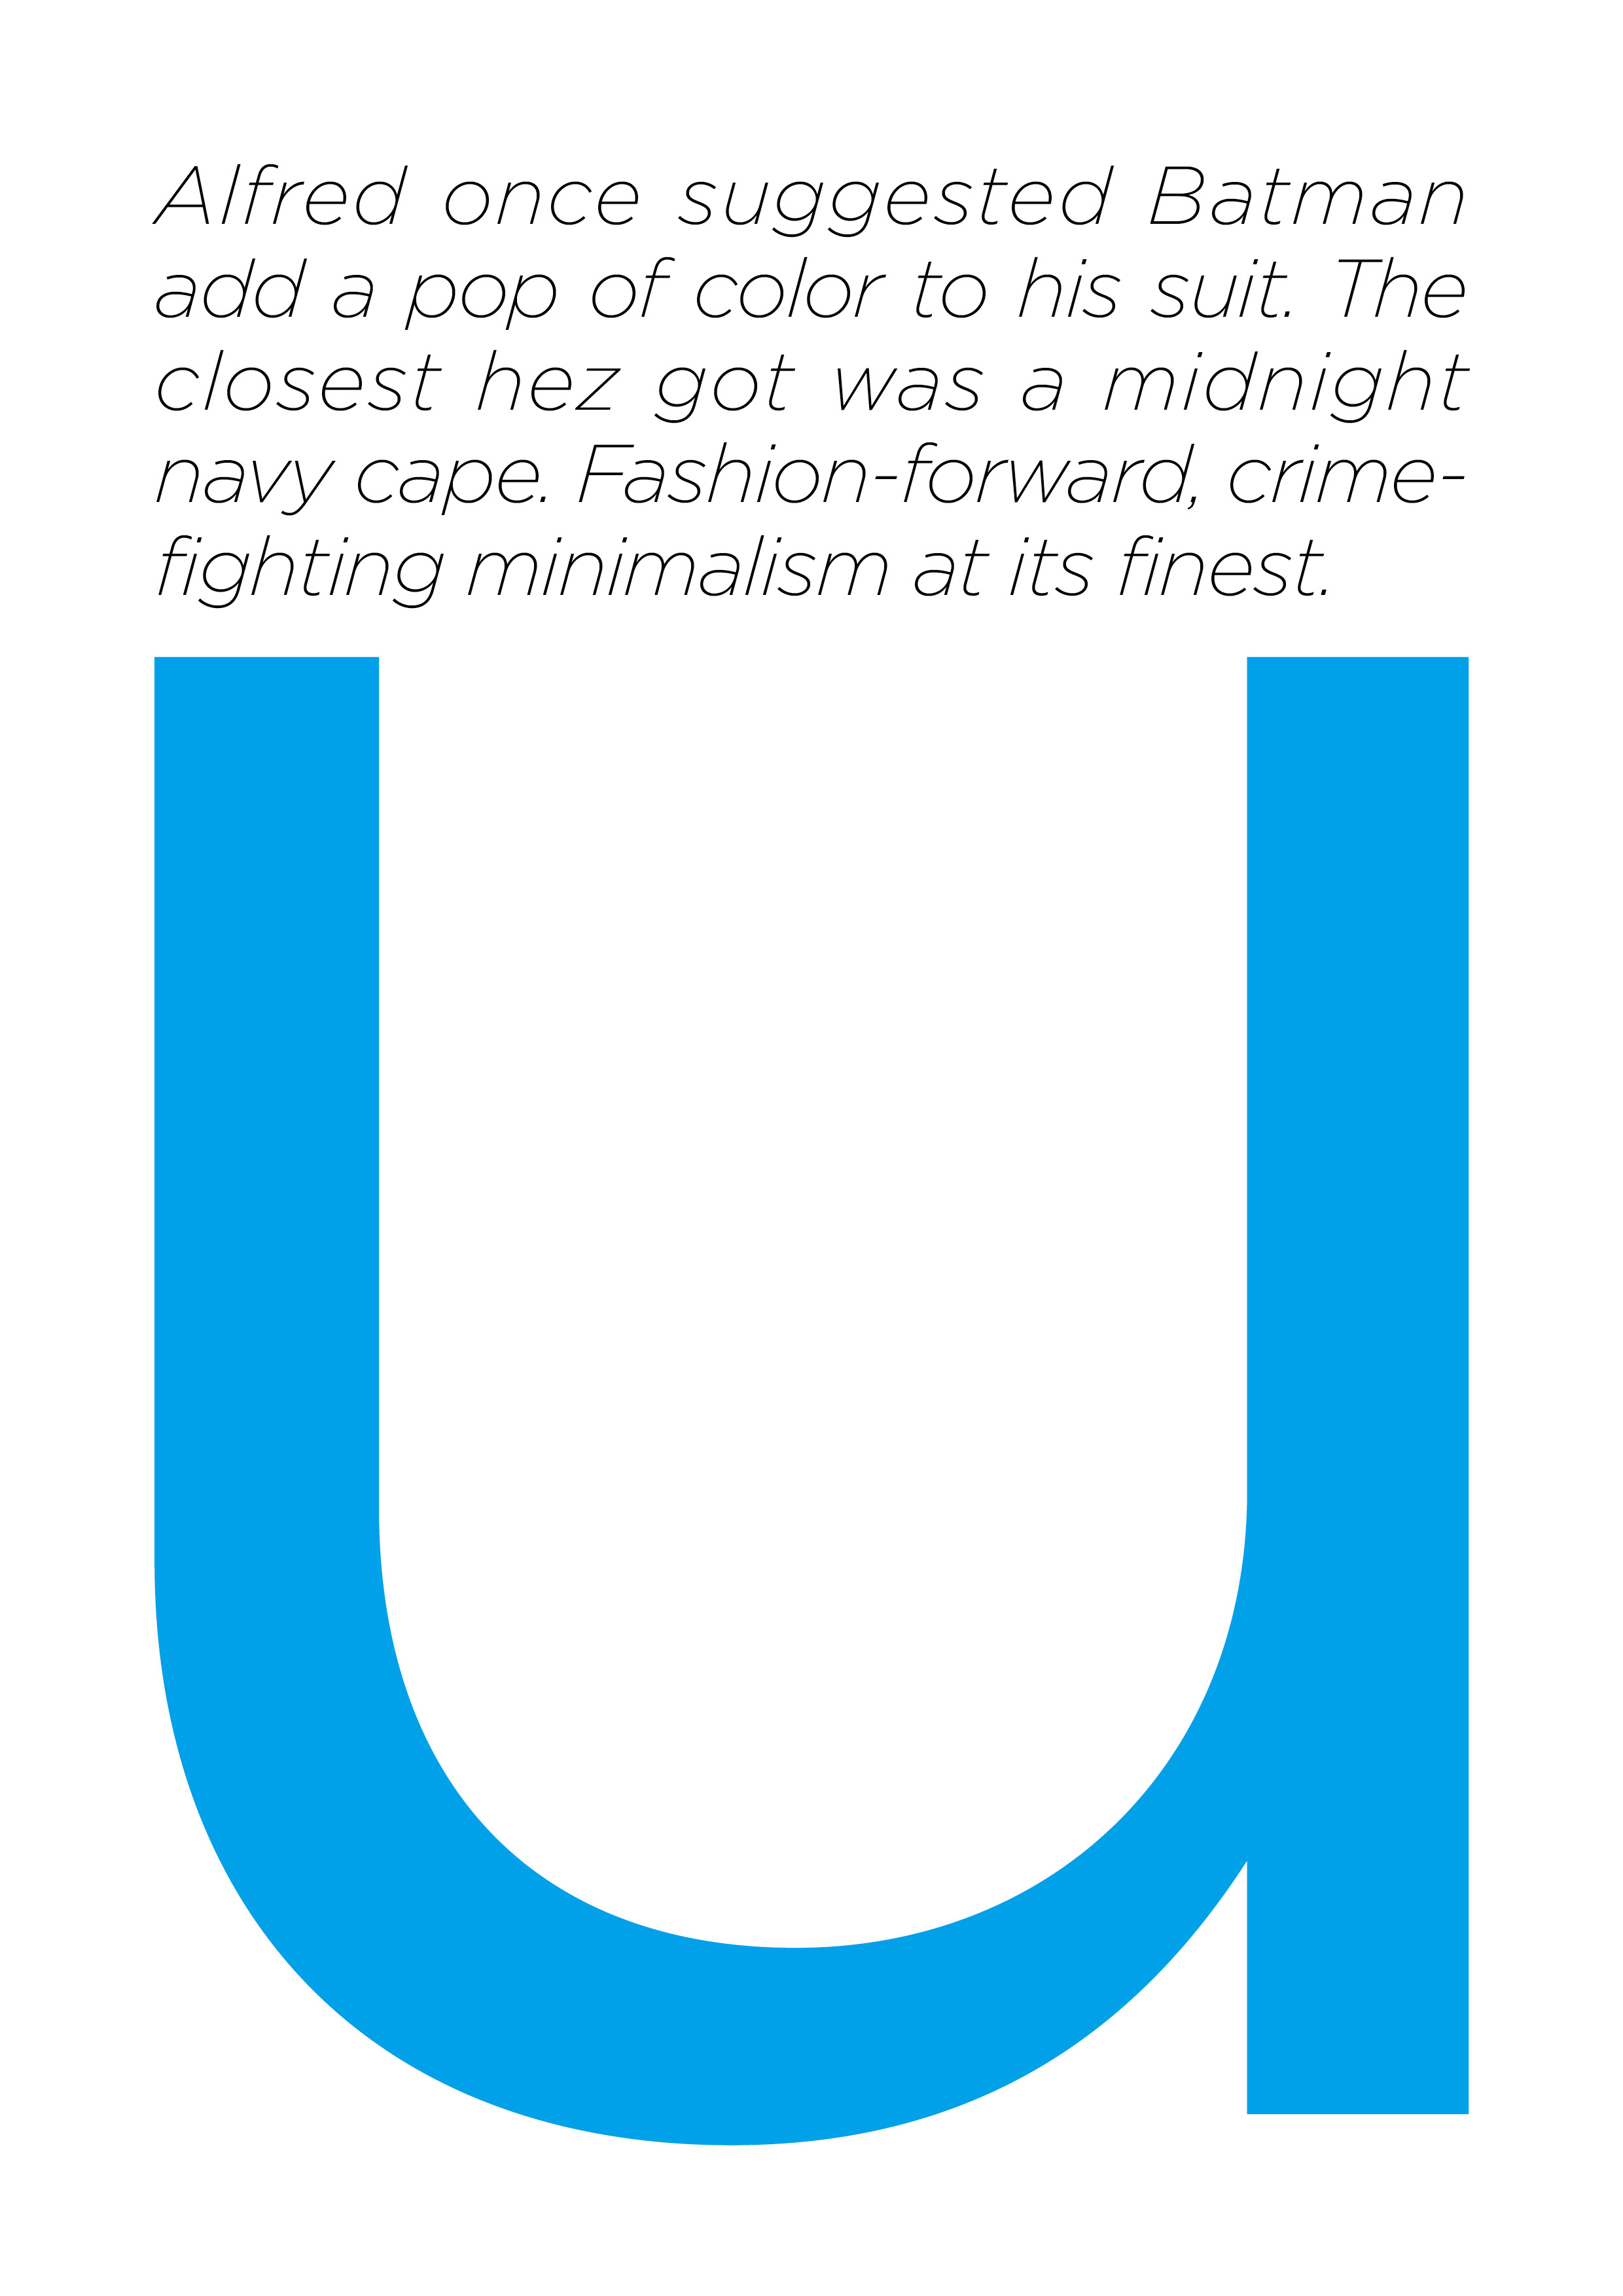 Alfred once suggested Batman
add a pop of color to his suit. The
closest hez got was a midnight
navy cape. Fashion-forward, crime-
fighting minimalism at its finest.
u